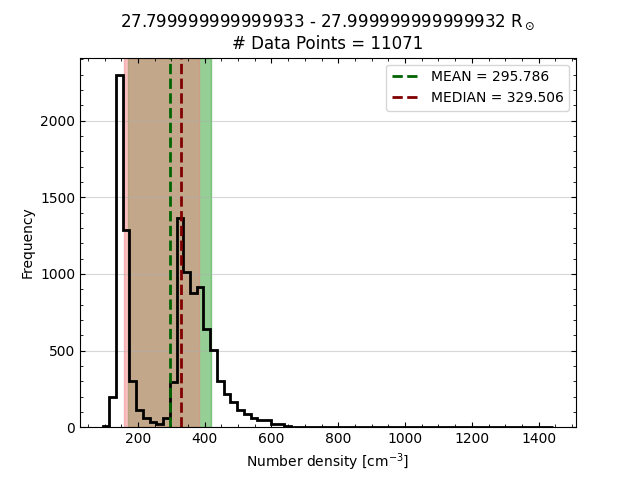 27.799999999999933 - 27.999999999999932 R⊙
# Data Points = 11071
MEAN = 295.786
MEDIAN = 329.506
Frequency
2000
1500
1000
500
0
200 400 600 800 1000 1200 1400
Number density [cm⁻³]